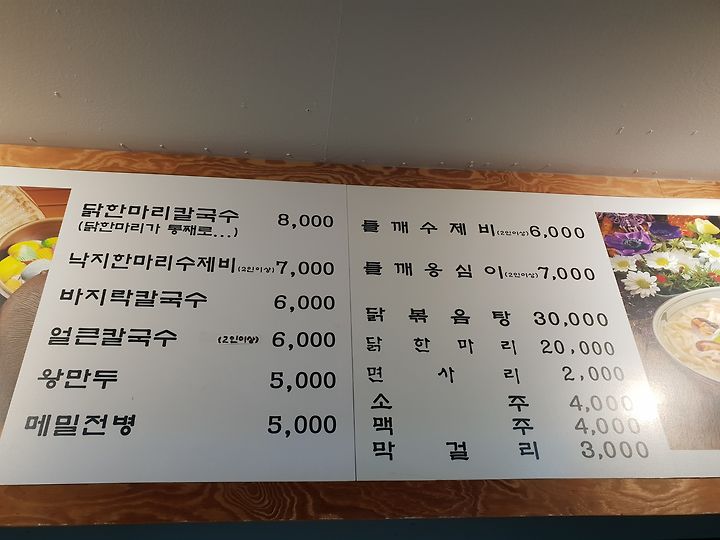 닭한마리칼국수 8,000
(닭한마리가 통째로...)
낙지한마리수제비(2인이상) 7,000
바지락칼국수 6,000
얼큰칼국수 (2인이상) 6,000
왕만두 5,000
메밀전병 5,000
들깨수제비(2인이상) 6,000
들깨옹심이(2인이상) 7,000
닭볶음탕 30,000
닭한마리 20,000
면사리 2,000
소주 4,000
맥주 4,000
막걸리 3,000